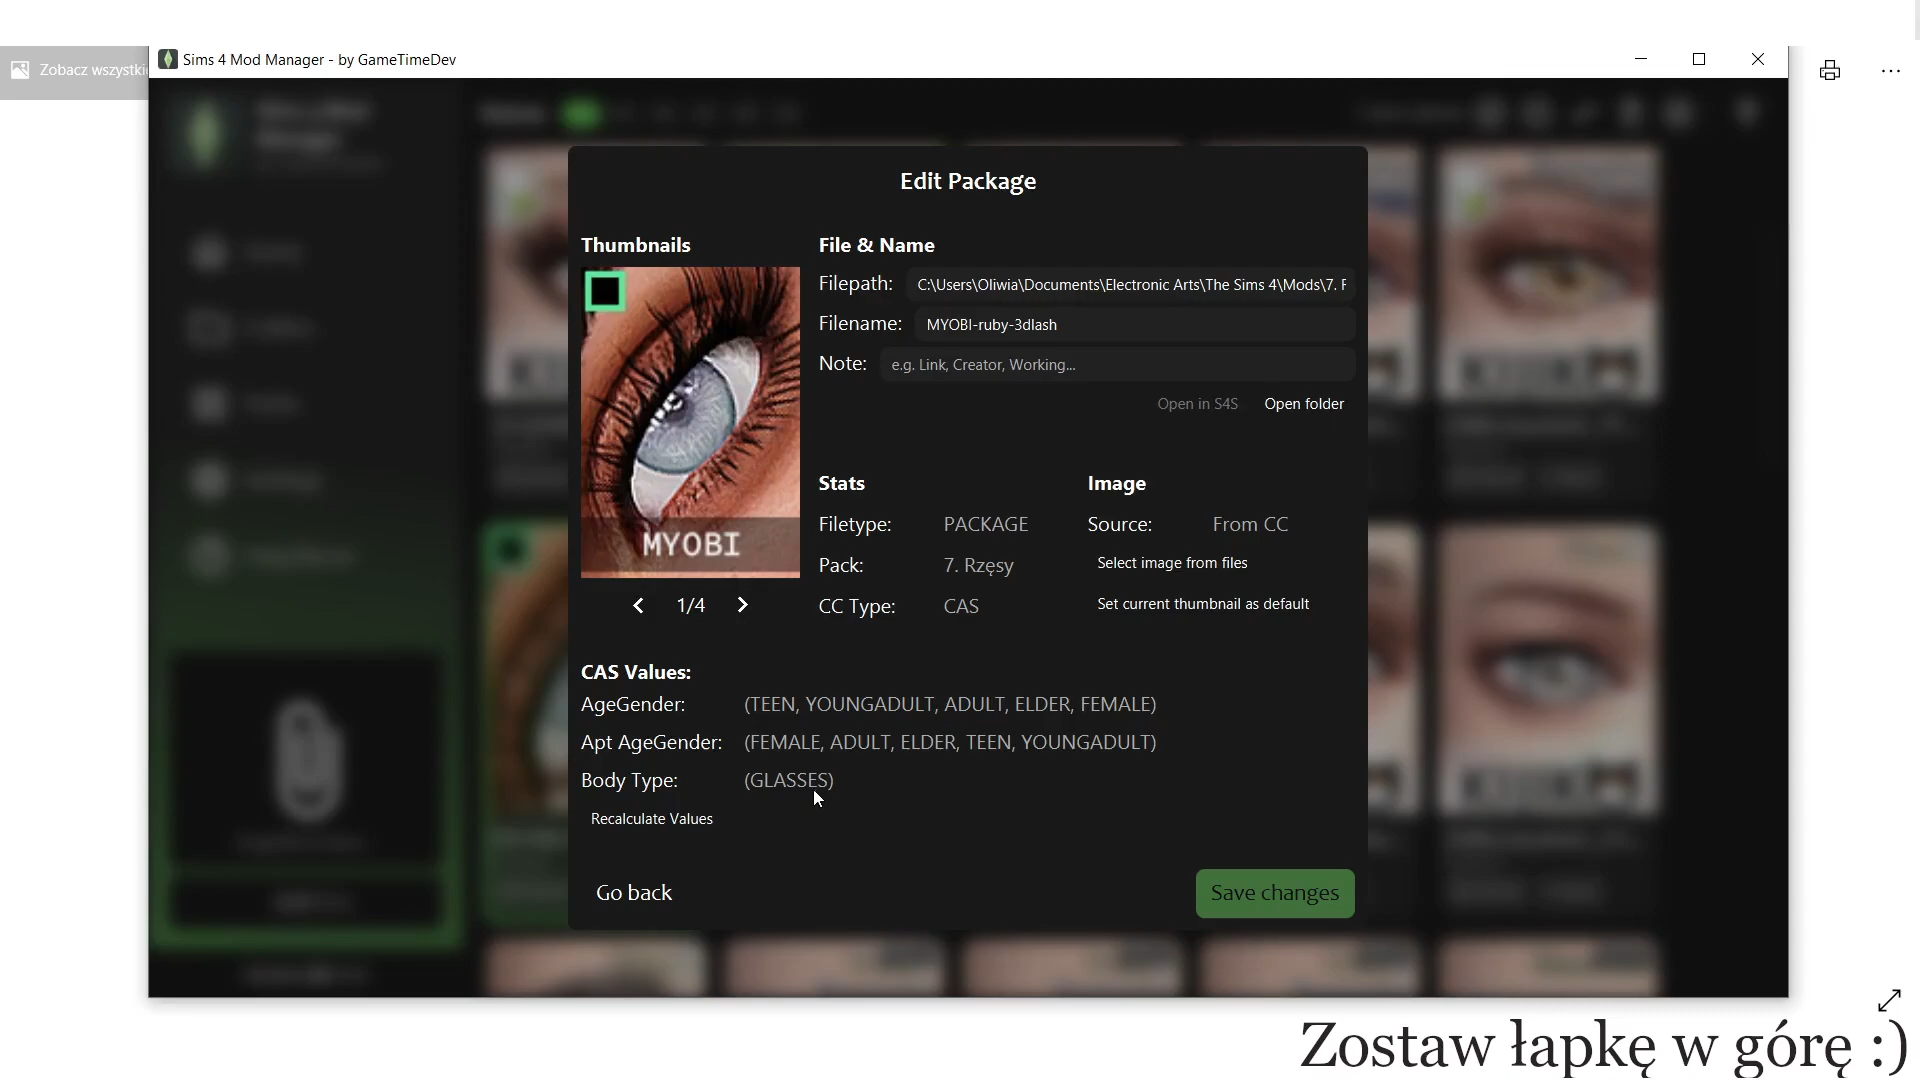 Zobacz wszystki
Sims 4 Mod Manager - by GameTimeDev
Edit Package
Thumbnails
MYOBI
1/4
File & Name
Filepath: C:\Users\Oliwia\Documents\Electronic Arts\The Sims 4\Mods\7. F
Filename: MYOBI-ruby-3dlash
Note: e.g. Link, Creator, Working...
Open in S4S Open folder
Stats
Filetype: PACKAGE
Pack: 7. Rzęsy
CC Type: CAS
Image
Source: From CC
Select image from files
Set current thumbnail as default
CAS Values:
AgeGender: (TEEN, YOUNGADULT, ADULT, ELDER, FEMALE)
Apt AgeGender: (FEMALE, ADULT, ELDER, TEEN, YOUNGADULT)
Body Type: (GLASSES)
Recalculate Values
Go back Save changes
Zostaw łapkę w górę :)